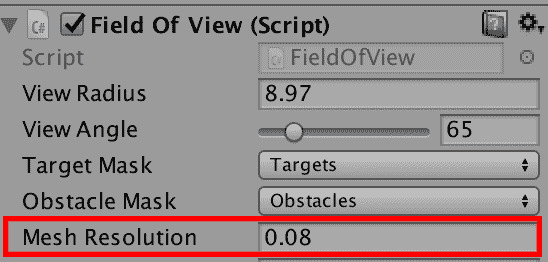 C# Field Of View (Script)
Script C# FieldOfView
View Radius 8.97
View Angle 65
Target Mask Targets
Obstacle Mask Obstacles
Mesh Resolution 0.08